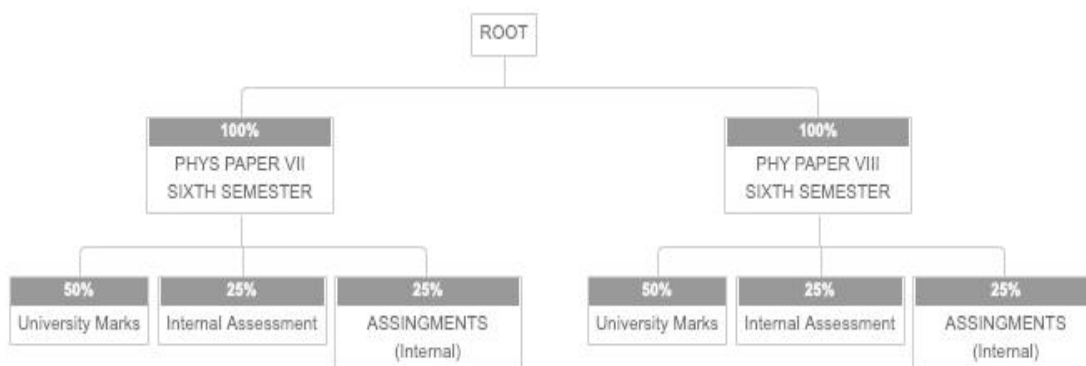 ROOT
100%
PHYS PAPER VII
SIXTH SEMESTER
50%
University Marks
25%
Internal Assessment
25%
ASSINGMENTS
(Internal)
100%
PHY PAPER VIII
SIXTH SEMESTER
50%
University Marks
25%
Internal Assessment
25%
ASSINGMENTS
(Internal)